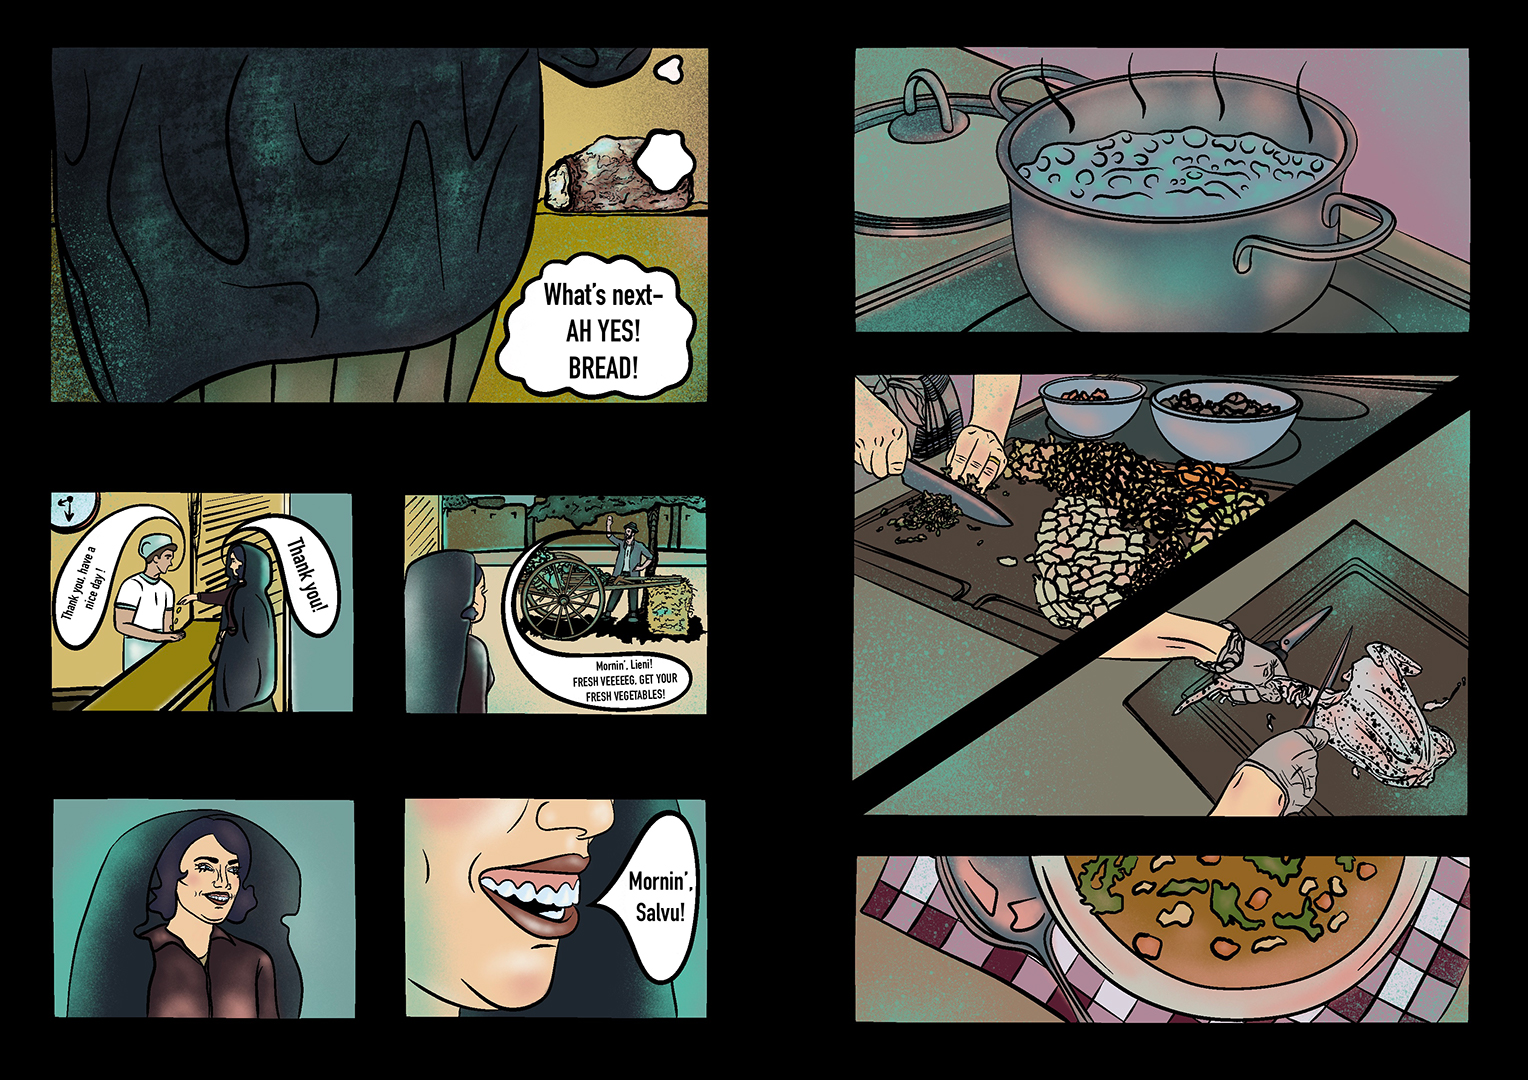 What's next-
AH YES!
BREAD!
Thank you, have a
nice day !
Thank you!
Mornin', Lieni!
FRESH VEEEEEG, GET YOUR
FRESH VEGETABLES!
Mornin',
Salvu!